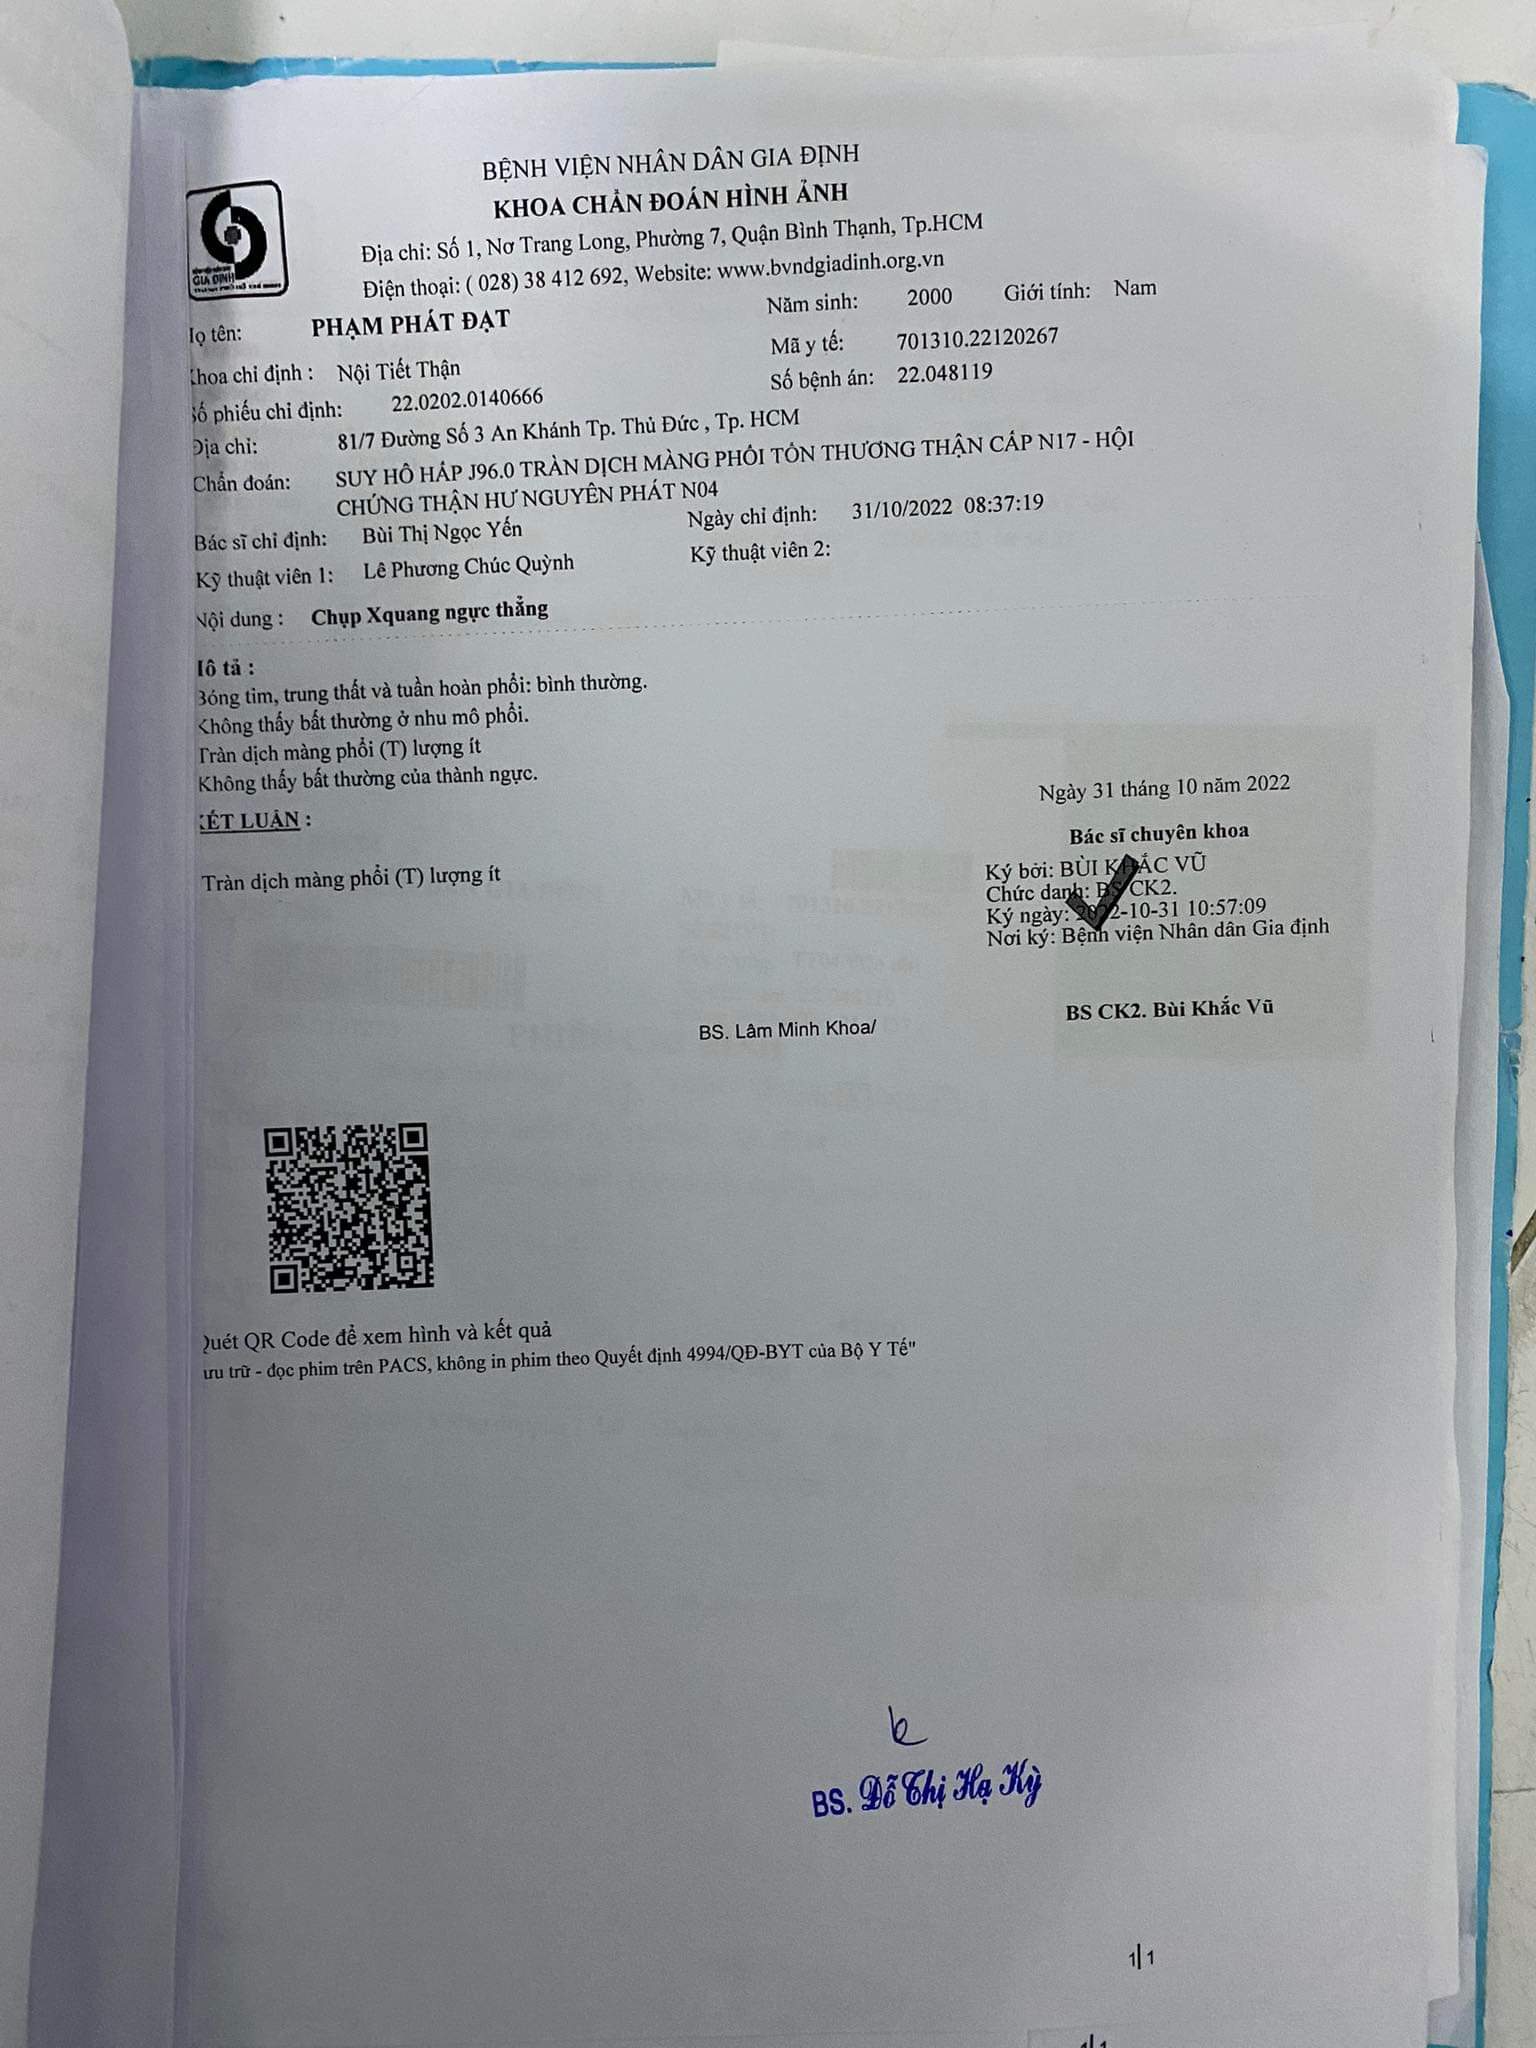 BỆNH VIỆN NHÂN DÂN GIA ĐỊNH
KHOA CHẨN ĐOÁN HÌNH ẢNH
Địa chỉ: Số 1, Nơ Trang Long, Phường 7, Quận Bình Thạnh, Tp.HCM
Điện thoại: ( 028) 38 412 692, Website: www.bvndgiadinh.org.vn
GIA ĐỊNH
Họ tên: PHẠM PHÁT ĐẠT Năm sinh: 2000 Giới tính: Nam
Khoa chỉ định : Nội Tiết Thận Mã y tế: 701310.22120267
Số phiếu chỉ định: 22.0202.0140666 Số bệnh án: 22.048119
Địa chỉ: 81/7 Đường Số 3 An Khánh Tp. Thủ Đức , Tp. HCM
Chẩn đoán: SUY HÔ HẤP J96.0 TRÀN DỊCH MÀNG PHỔI TỔN THƯƠNG THẬN CẤP N17 - HỘI
CHỨNG THẬN HƯ NGUYÊN PHÁT N04
Bác sĩ chỉ định: Bùi Thị Ngọc Yến Ngày chỉ định: 31/10/2022 08:37:19
Kỹ thuật viên 1: Lê Phương Chúc Quỳnh Kỹ thuật viên 2:
Nội dung : Chụp Xquang ngực thẳng
Mô tả :
Bóng tim, trung thất và tuần hoàn phổi: bình thường.
Không thấy bất thường ở nhu mô phổi.
Tràn dịch màng phổi (T) lượng ít
Không thấy bất thường của thành ngực.
KẾT LUẬN :
Tràn dịch màng phổi (T) lượng ít
Ngày 31 tháng 10 năm 2022
Bác sĩ chuyên khoa
Ký bởi: BÙI KHẮC VŨ
Chức danh: BS CK2.
Ký ngày: 2022-10-31 10:57:09
Nơi ký: Bệnh viện Nhân dân Gia định
BS. Lâm Minh Khoa/
BS CK2. Bùi Khắc Vũ
Quét QR Code để xem hình và kết quả
ưu trữ - đọc phim trên PACS, không in phim theo Quyết định 4994/QĐ-BYT của Bộ Y Tế"
BS. Đỗ Thị Hạ Kỳ
1|1